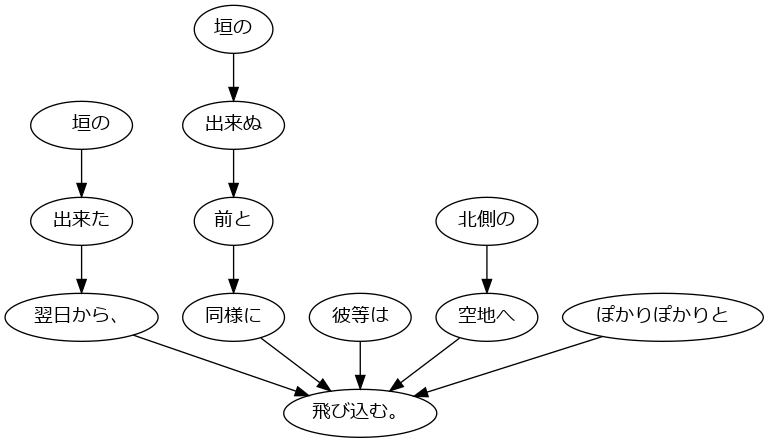 垣の
垣の
出来ぬ
出来た
前と
北側の
翌日から、
同様に
彼等は
空地へ
ぽかりぽかりと
飛び込む。